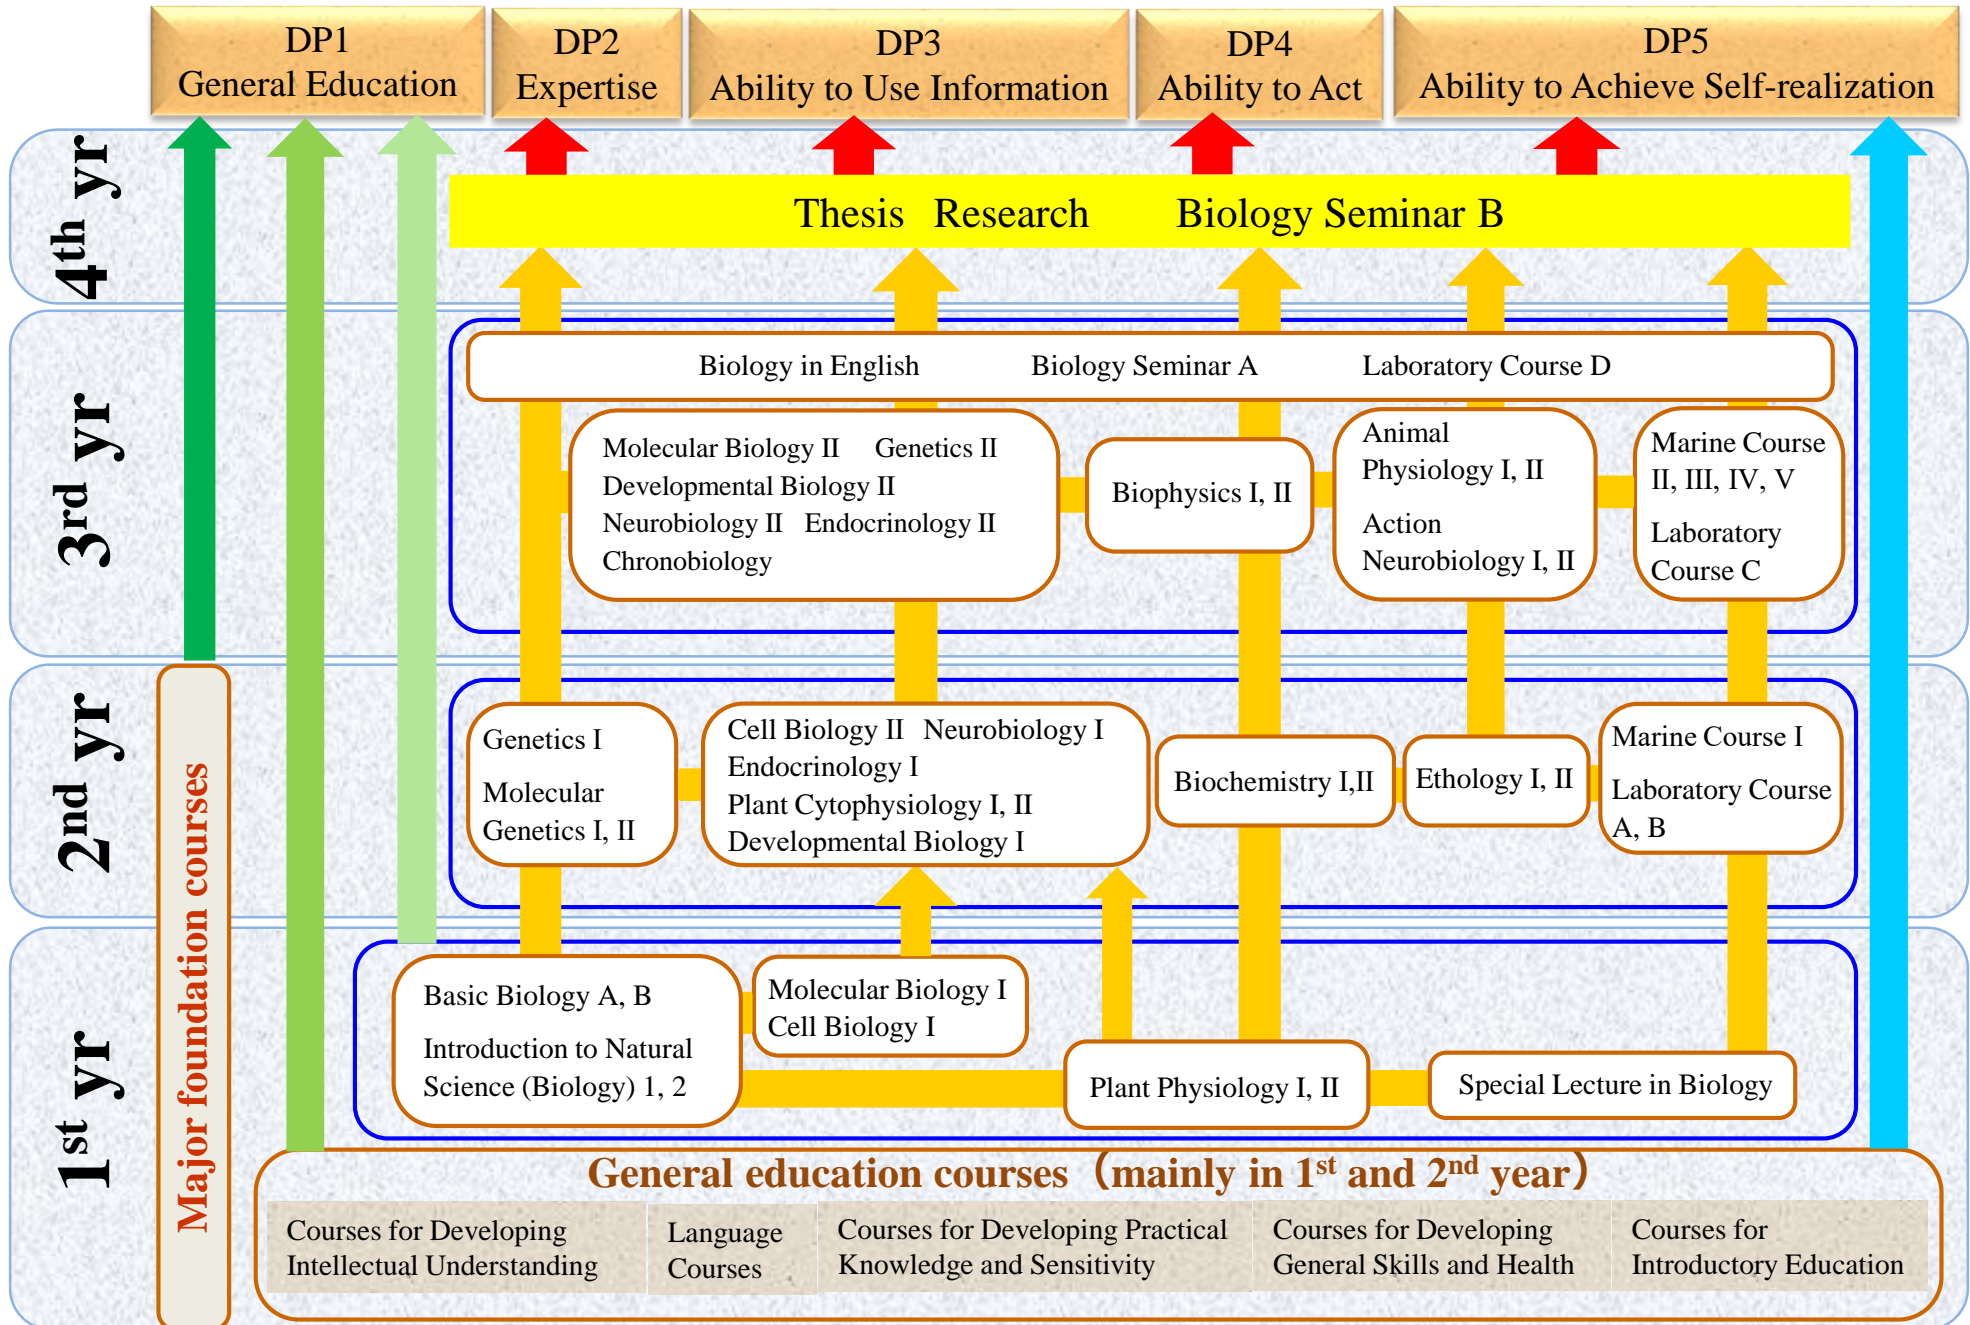 DP1
General Education
DP2
Expertise
DP3
Ability to Use Information
DP4
Ability to Act
DP5
Ability to Achieve Self-realization
4th yr
Thesis Research Biology Seminar B
3rd yr
Biology in English Biology Seminar A Laboratory Course D
Molecular Biology II Genetics II
Developmental Biology II
Neurobiology II Endocrinology II
Chronobiology
Biophysics I, II
Animal
Physiology I, II
Action
Neurobiology I, II
Marine Course
II, III, IV, V
Laboratory
Course C
2nd yr
Genetics I
Molecular
Genetics I, II
Cell Biology II Neurobiology I
Endocrinology I
Plant Cytophysiology I, II
Developmental Biology I
Biochemistry I,II
Ethology I, II
Marine Course I
Laboratory Course
A, B
1st yr
Major foundation courses
Basic Biology A, B
Introduction to Natural
Science (Biology) 1, 2
Molecular Biology I
Cell Biology I
Plant Physiology I, II
Special Lecture in Biology
General education courses（mainly in 1st and 2nd year）
Courses for Developing
Intellectual Understanding
Language
Courses
Courses for Developing Practical
Knowledge and Sensitivity
Courses for Developing
General Skills and Health
Courses for
Introductory Education